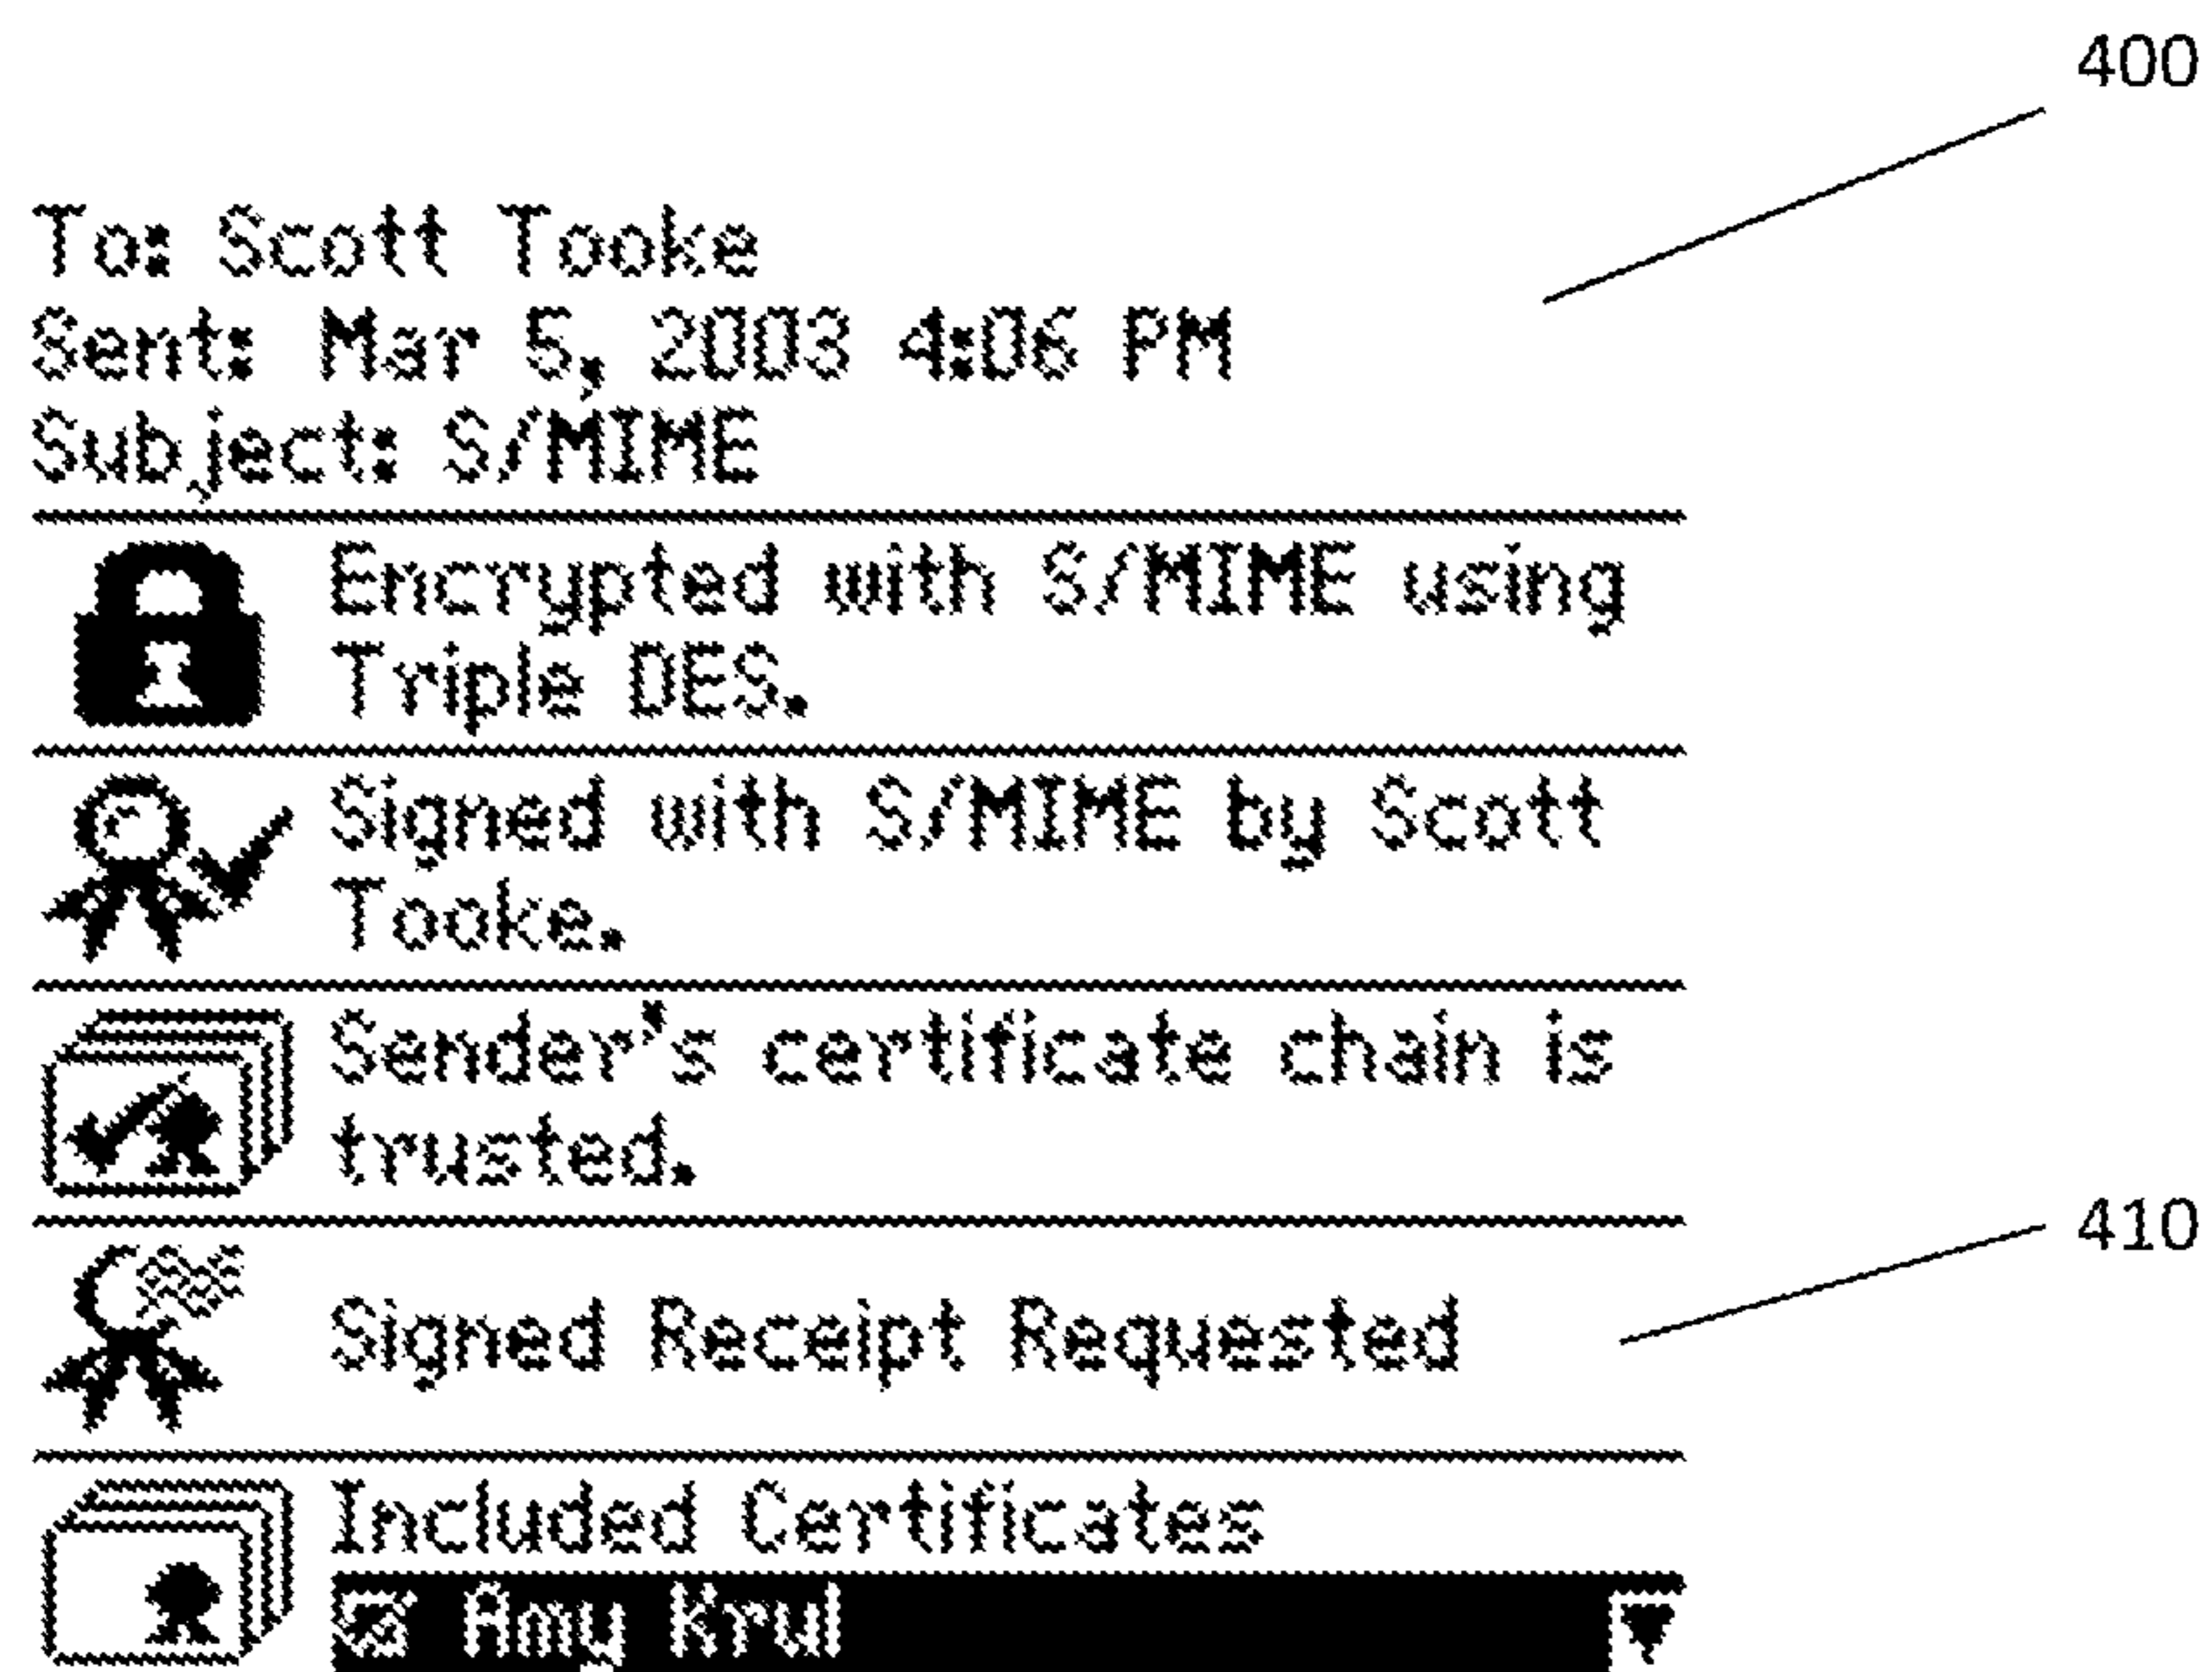 400
To: Scott Tooke
Sent: Mar 5, 2003 4:06 PM
Subject: S/MIME
Encrypted with S/MIME using
Triple DES.
Signed with S/MIME by Scott
Tooke.
Sender's certificate chain is
trusted.
410
Signed Receipt Requested
Included Certificates
Amy Krul